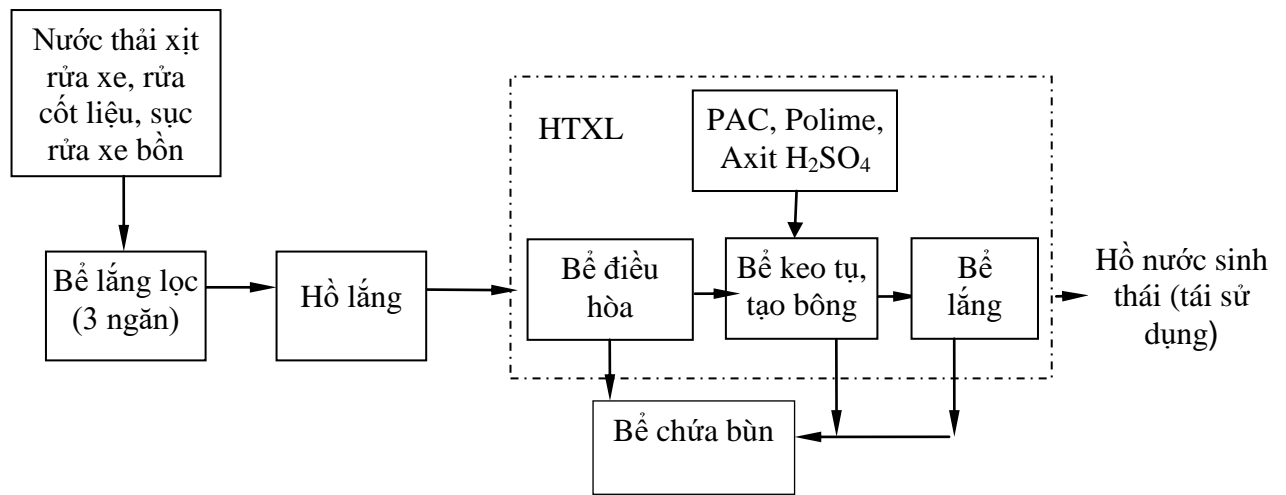 Nước thải xịt
rửa xe, rửa
cốt liệu, sục
rửa xe bồn
HTXL
PAC, Polime,
Axit H₂SO₄
Bể lắng lọc
(3 ngăn)
Hồ lắng
Bể điều
hòa
Bể keo tụ,
tạo bông
Bể
lắng
Hồ nước sinh
thái (tái sử
dụng)
Bể chứa bùn